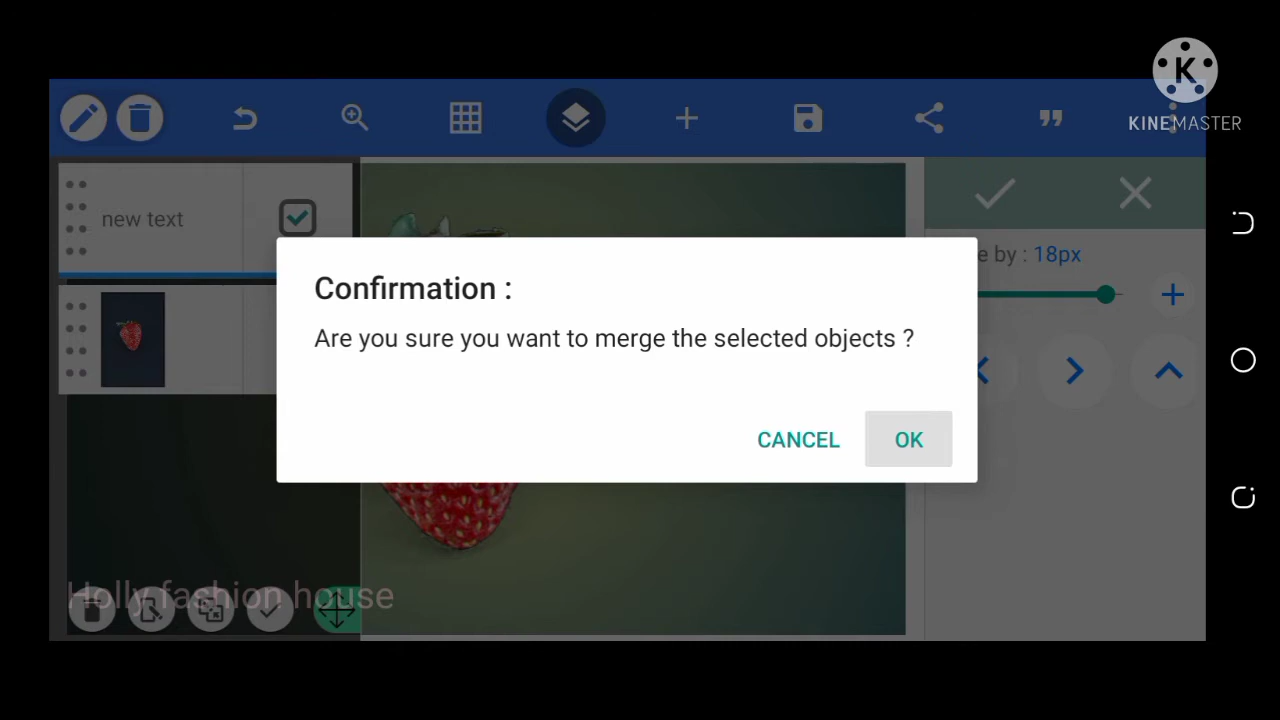 KINEMASTER
new text
e by : 18px
Confirmation :
Are you sure you want to merge the selected objects ?
CANCEL OK
Holly fashion house